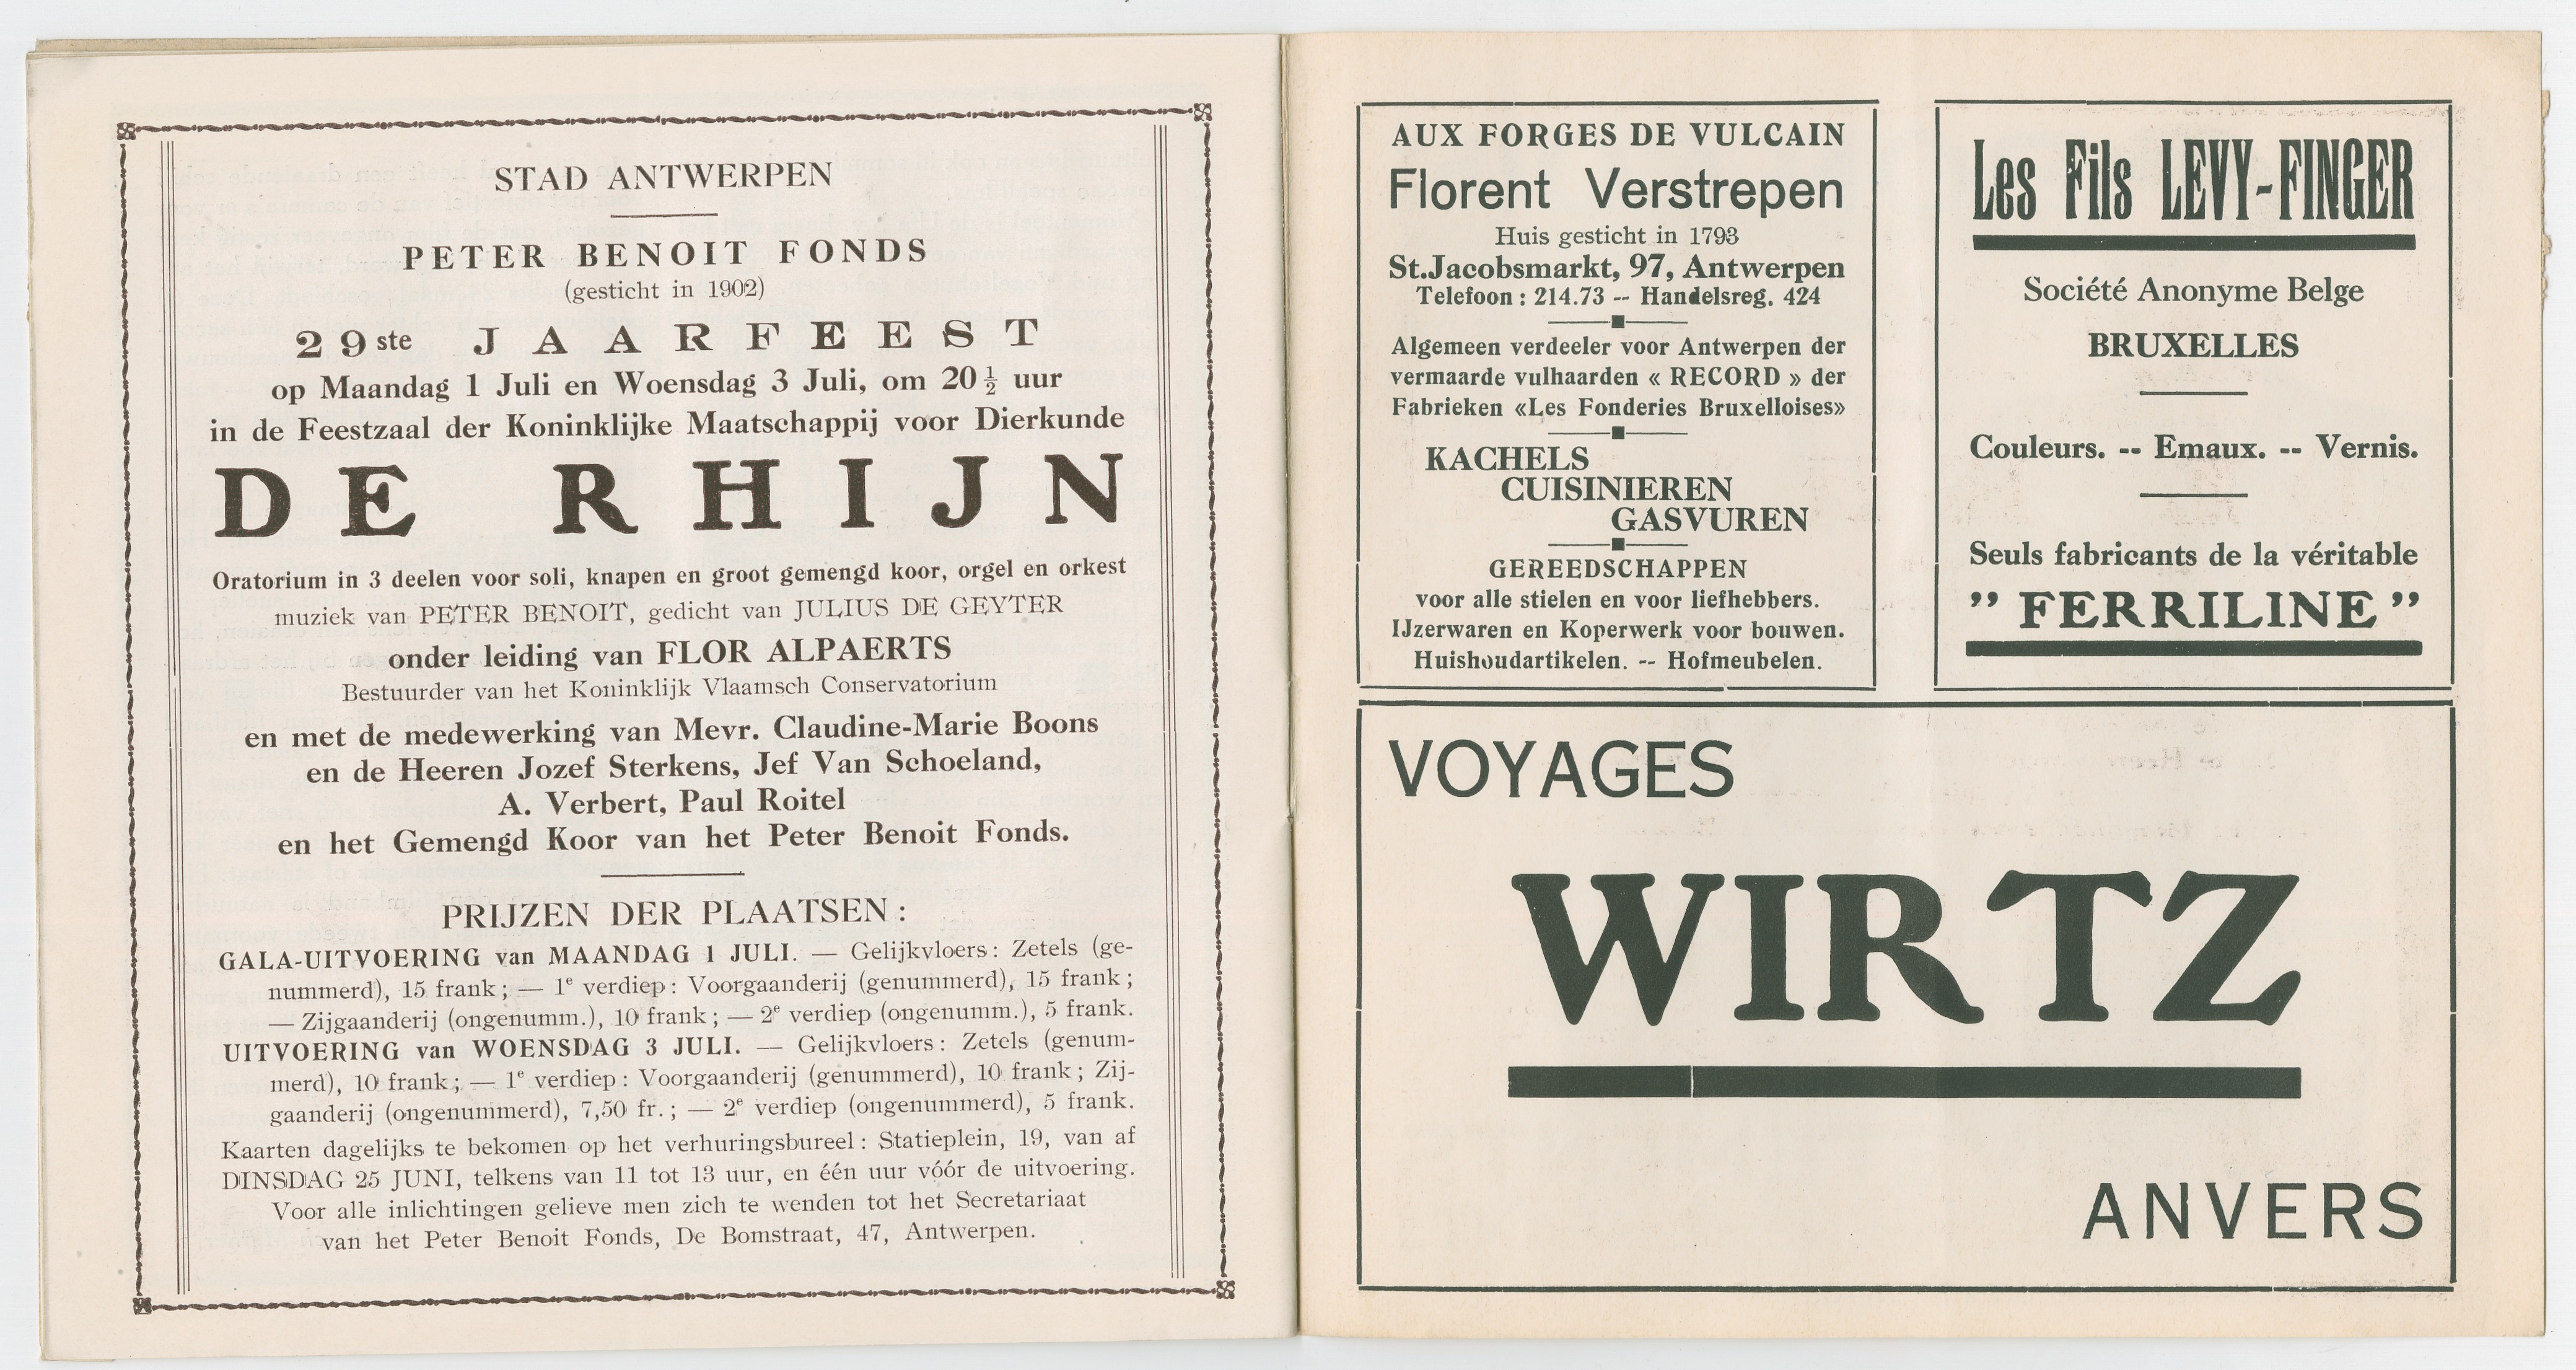 STAD ANTWERPEN
PETER BENOIT FONDS
(gesticht in 1902)
29ste JAARFEEST
op Maandag 1 Juli en Woensdag 3 Juli, om 20 ½ uur
in de Feestzaal der Koninklijke Maatschappij voor Dierkunde
DE RHIJN
Oratorium in 3 deelen voor soli, knapen en groot gemengd koor, orgel en orkest
muziek van PETER BENOIT, gedicht van JULIUS DE GEYTER
onder leiding van FLOR ALPAERTS
Bestuurder van het Koninklijk Vlaamsch Conservatorium
en met de medewerking van Mevr. Claudine-Marie Boons
en de Heeren Jozef Sterkens, Jef Van Schoeland,
A. Verbert, Paul Roitel
en het Gemengd Koor van het Peter Benoit Fonds.
PRIJZEN DER PLAATSEN :
GALA-UITVOERING van MAANDAG 1 JULI. — Gelijkvloers : Zetels (ge-
nummerd), 15 frank ; — 1e verdiep : Voorgaanderij (genummerd), 15 frank ;
— Zijgaanderij (ongenumm.), 10 frank ; — 2e verdiep (ongenumm.), 5 frank.
UITVOERING van WOENSDAG 3 JULI. — Gelijkvloers : Zetels (genum-
merd), 10 frank ; — 1e verdiep : Voorgaanderij (genummerd), 10 frank ; Zij-
gaanderij (ongenummerd), 7,50 fr. ; — 2e verdiep (ongenummerd), 5 frank.
Kaarten dagelijks te bekomen op het verhuringsbureel : Statieplein, 19, van af
DINSDAG 25 JUNI, telkens van 11 tot 13 uur, en één uur vóór de uitvoering.
Voor alle inlichtingen gelieve men zich te wenden tot het Secretariaat
van het Peter Benoit Fonds, De Bomstraat, 47, Antwerpen.
AUX FORGES DE VULCAIN
Florent Verstrepen
Huis gesticht in 1793
St.Jacobsmarkt, 97, Antwerpen
Telefoon : 214.73 -- Handelsreg. 424
Algemeen verdeeler voor Antwerpen der
vermaarde vulhaarden « RECORD » der
Fabrieken «Les Fonderies Bruxelloises»
KACHELS
CUISINIEREN
GASVUREN
GEREEDSCHAPPEN
voor alle stielen en voor liefhebbers.
IJzerwaren en Koperwerk voor bouwen.
Huishoudartikelen. -- Hofmeubelen.
Les Fils LEVY-FINGER
Société Anonyme Belge
BRUXELLES
Couleurs. -- Emaux. -- Vernis.
Seuls fabricants de la véritable
” FERRILINE ”
VOYAGES
WIRTZ
ANVERS